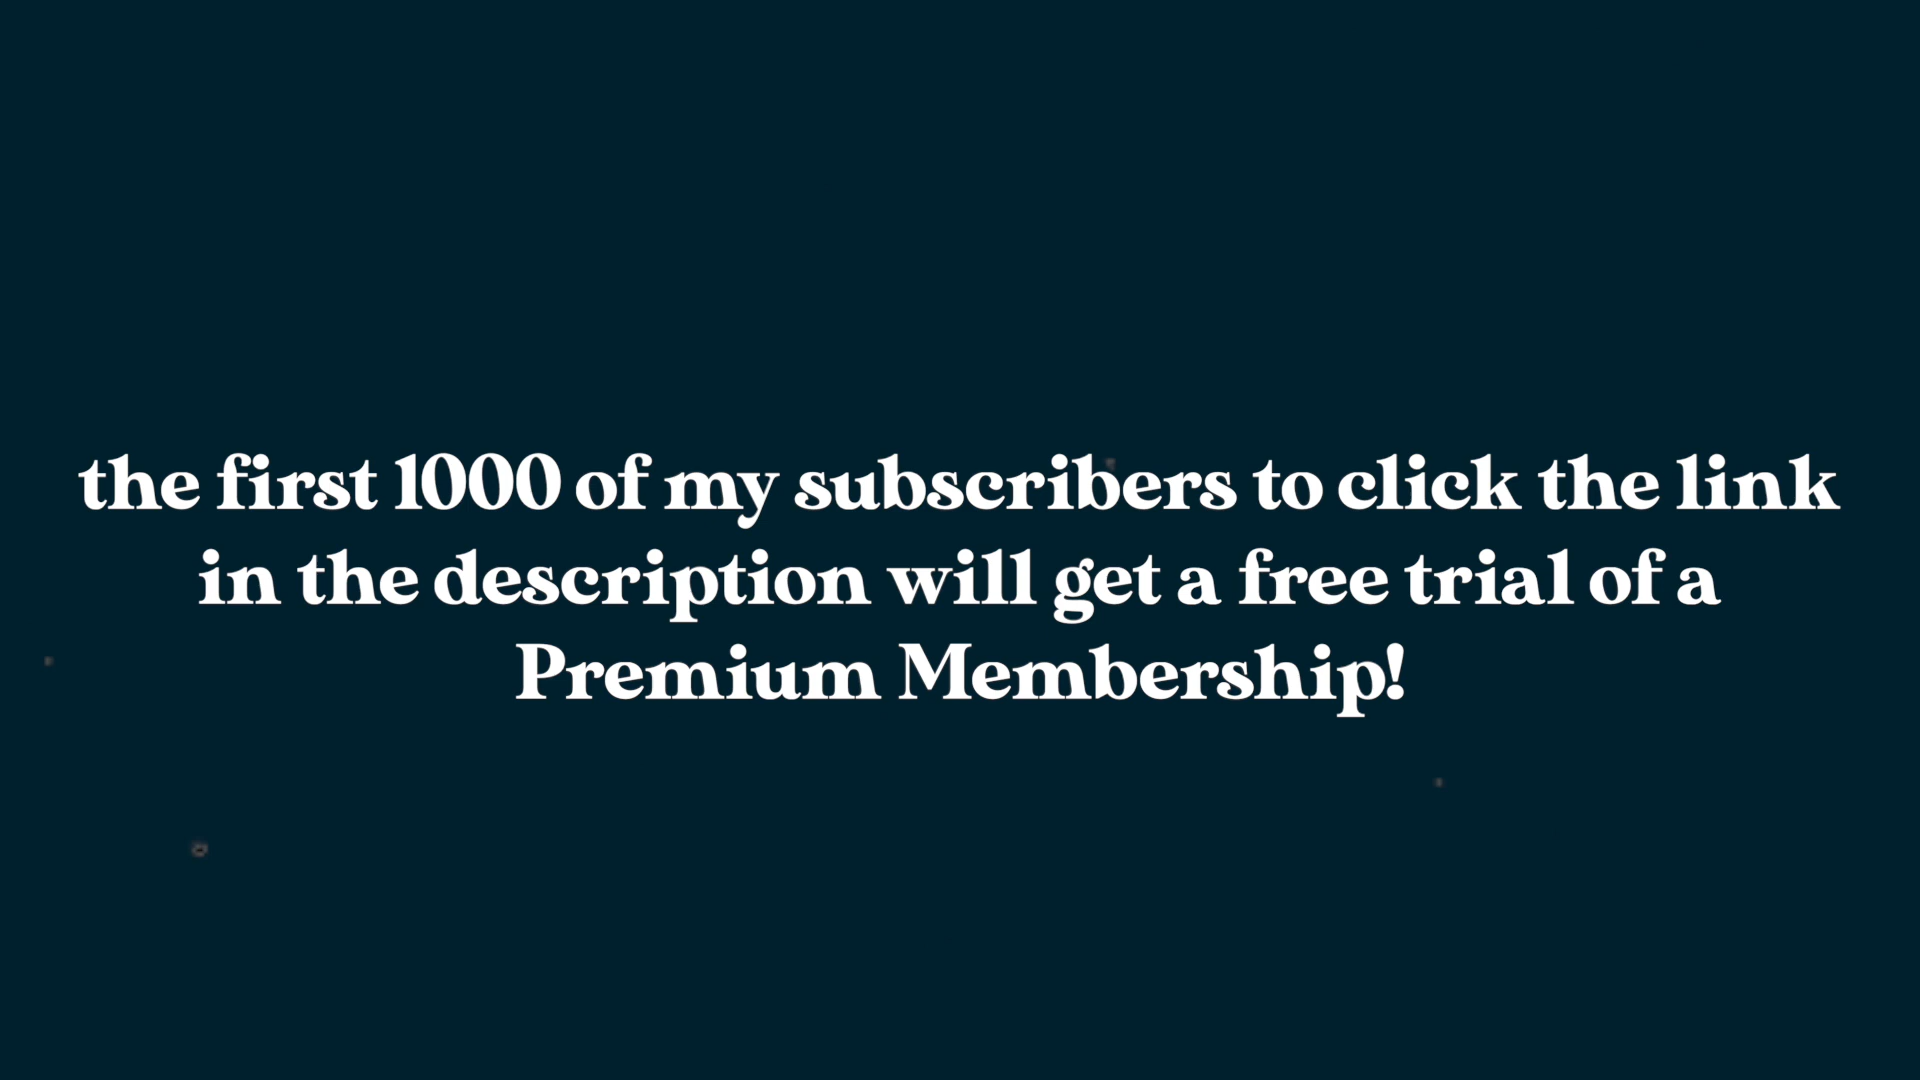 the first 1000 of my subscribers to click the link
in the description will get a free trial of a
Premium Membership!